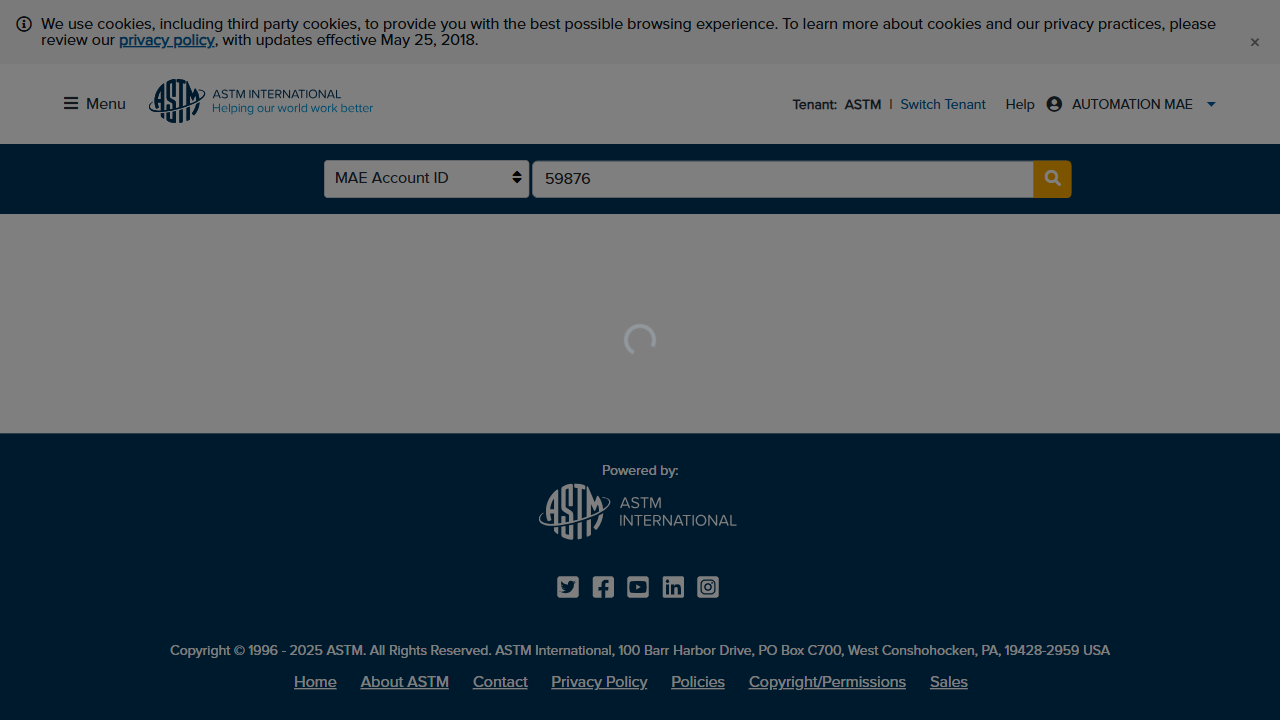 We use cookies, including third party cookies, to provide you with the best possible browsing experience. To learn more about cookies and our privacy practices, please
review our privacy policy, with updates effective May 25, 2018.
×
Menu
ASTM
ASTM INTERNATIONAL
Helping our world work better
Tenant: ASTM | Switch Tenant
Help
AUTOMATION MAE
MAE Account ID
59876
Powered by:
ASTM
ASTM
INTERNATIONAL
Copyright © 1996 - 2025 ASTM. All Rights Reserved. ASTM International, 100 Barr Harbor Drive, PO Box C700, West Conshohocken, PA, 19428-2959 USA
Home About ASTM Contact Privacy Policy Policies Copyright/Permissions Sales